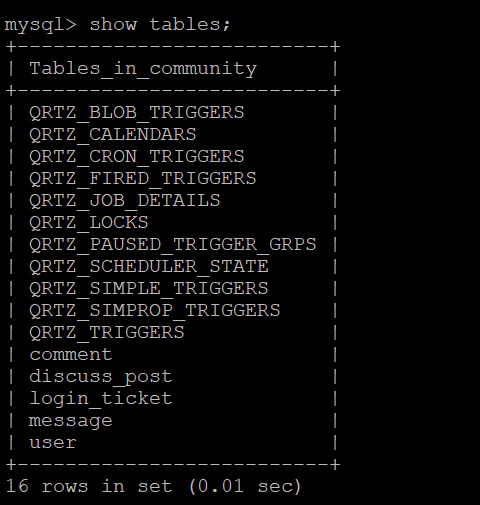 mysql> show tables;
+---------------------------+
| Tables_in_community       |
+---------------------------+
| QRTZ_BLOB_TRIGGERS        |
| QRTZ_CALENDARS            |
| QRTZ_CRON_TRIGGERS        |
| QRTZ_FIRED_TRIGGERS       |
| QRTZ_JOB_DETAILS          |
| QRTZ_LOCKS                |
| QRTZ_PAUSED_TRIGGER_GRPS  |
| QRTZ_SCHEDULER_STATE      |
| QRTZ_SIMPLE_TRIGGERS      |
| QRTZ_SIMPROP_TRIGGERS     |
| QRTZ_TRIGGERS             |
| comment                   |
| discuss_post              |
| login_ticket              |
| message                   |
| user                      |
+---------------------------+
16 rows in set (0.01 sec)